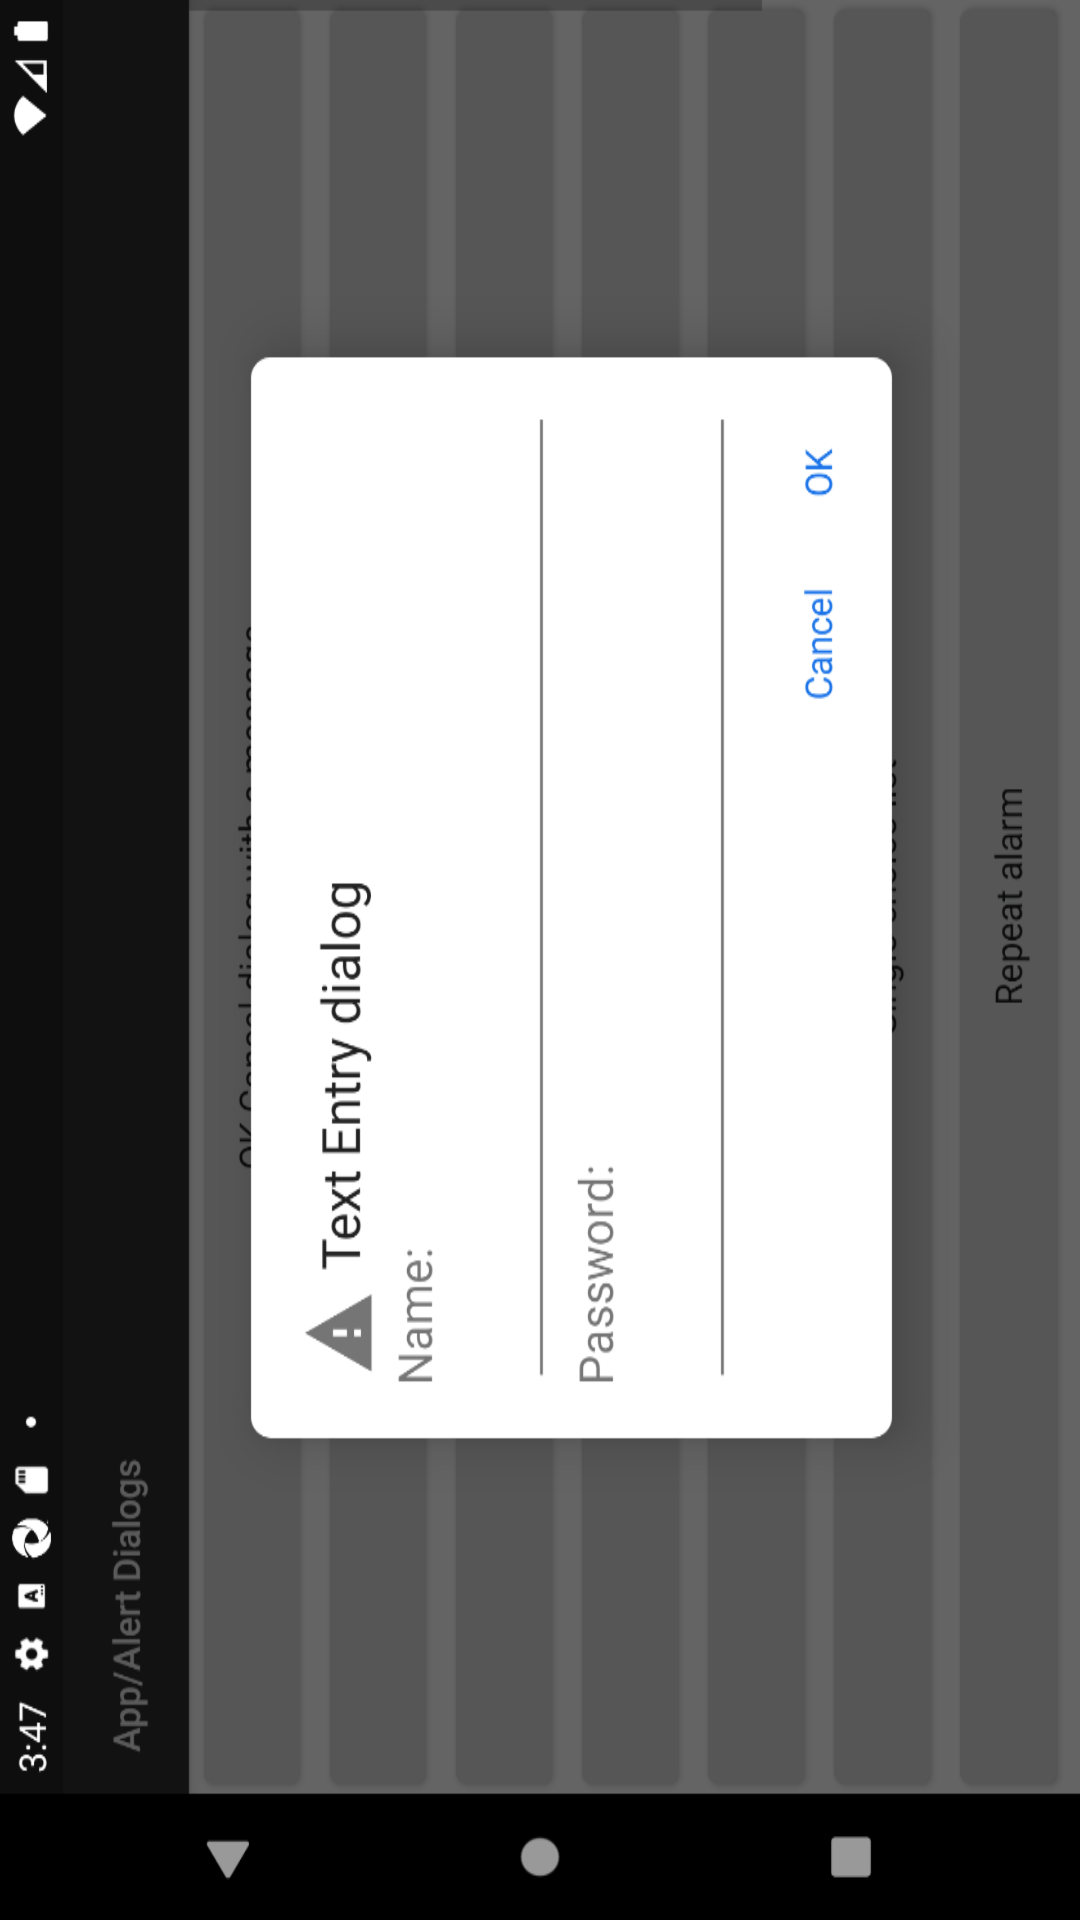 3:47
App/Alert Dialogs
OK Cancel dialog with a message
Text Entry dialog
Name:
Password:
Cancel
OK
Single choice list
Repeat alarm